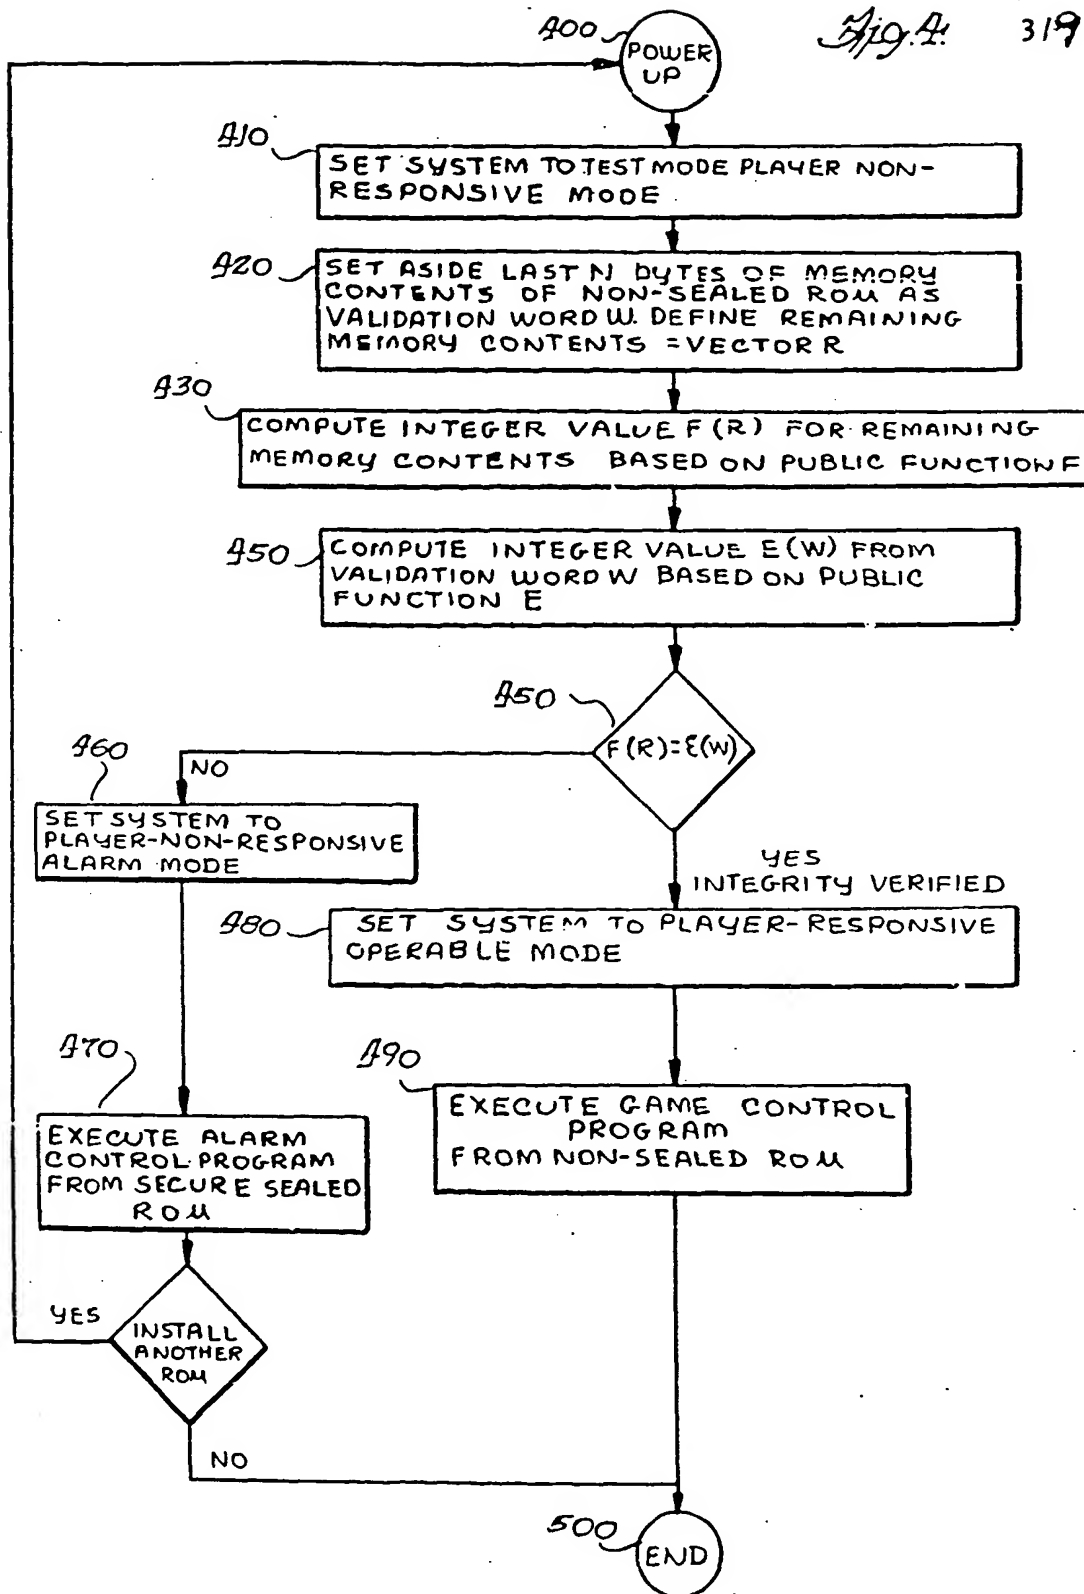 400
Fig. 4.
319
POWER
UP
410
SET SYSTEM TO TEST MODE PLAYER NON-
RESPONSIVE MODE
420
SET ASIDE LAST N BYTES OF MEMORY
CONTENTS OF NON-SEALED ROM AS
VALIDATION WORD W. DEFINE REMAINING
MEMORY CONTENTS = VECTOR R
430
COMPUTE INTEGER VALUE F(R) FOR REMAINING
MEMORY CONTENTS BASED ON PUBLIC FUNCTION F
450
COMPUTE INTEGER VALUE E(W) FROM
VALIDATION WORD W BASED ON PUBLIC
FUNCTION E
450
F(R)=E(W)
460
NO
SET SYSTEM TO
PLAYER-NON-RESPONSIVE
ALARM MODE
YES
INTEGRITY VERIFIED
480
SET SYSTEM TO PLAYER-RESPONSIVE
OPERABLE MODE
470
EXECUTE ALARM
CONTROL PROGRAM
FROM SECURE SEALED
ROM
490
EXECUTE GAME CONTROL
PROGRAM
FROM NON-SEALED ROM
YES
INSTALL
ANOTHER
ROM
NO
500
END